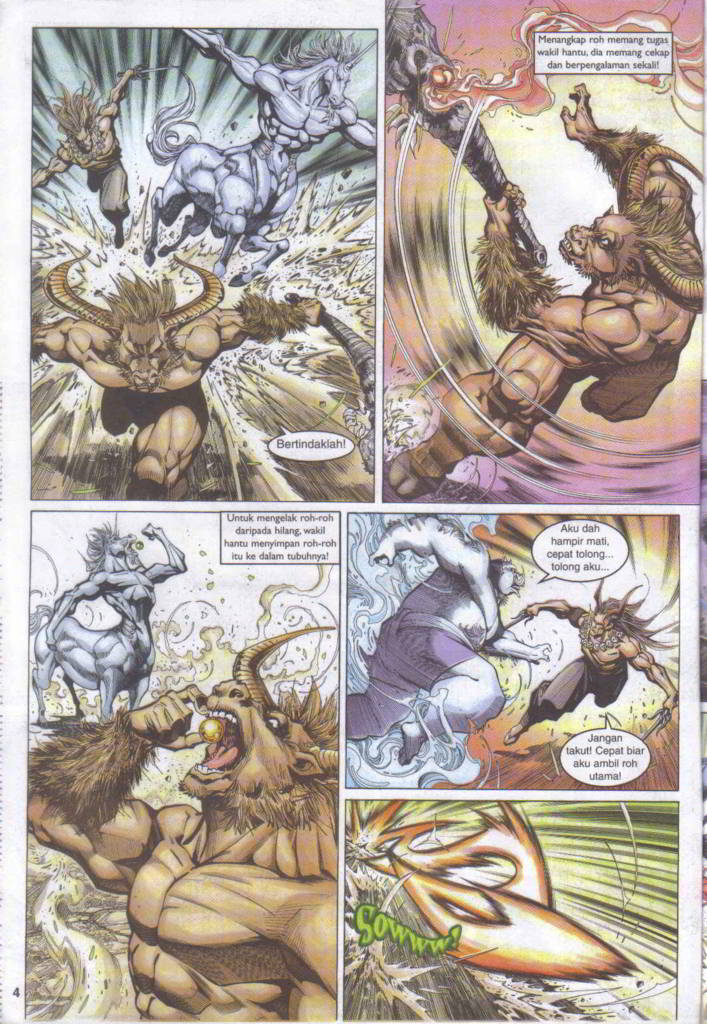 Bertindaklah!
Menangkap roh memang tugas
wakil hantu, dia memang cekap
dan berpengalaman sekali!
Untuk mengelak roh-roh
daripada hilang, wakil
hantu menyimpan roh-roh
itu ke dalam tubuhnya!
Aku dah
hampir mati,
cepat tolong...
tolong aku...
Jangan
takut! Cepat biar
aku ambil roh
utama!
Sowwww!
4